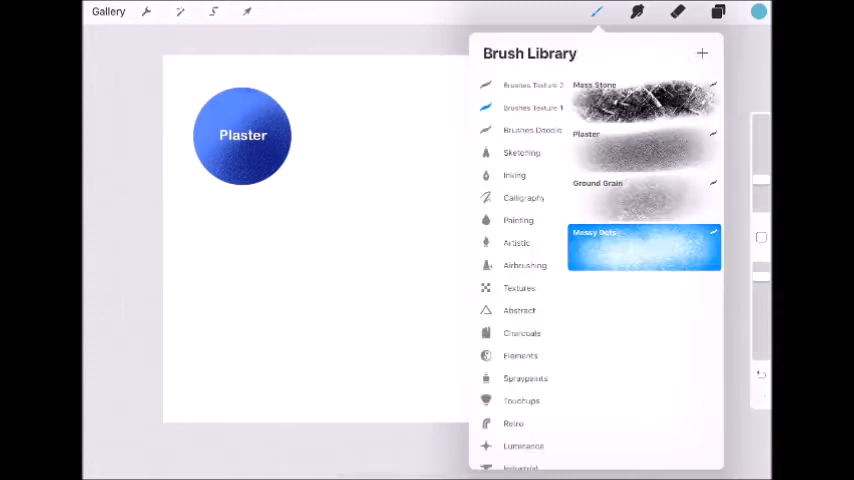 Gallery
Plaster
Brush Library
Brushes Texture 2
Brushes Texture 1
Brushes Doodle
Sketching
Inking
Calligraphy
Painting
Artistic
Airbrushing
Textures
Abstract
Charcoals
Elements
Spraypaints
Touchups
Retro
Luminance
Industrial
Mass Stone
Plaster
Ground Grain
Messy Dots